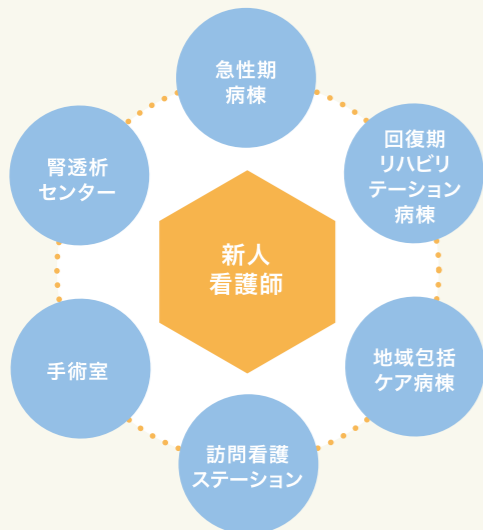 急性期
病棟
回復期
リハビリ
テーション
病棟
地域包括
ケア病棟
訪問看護
ステーション
手術室
腎透析
センター
新人
看護師